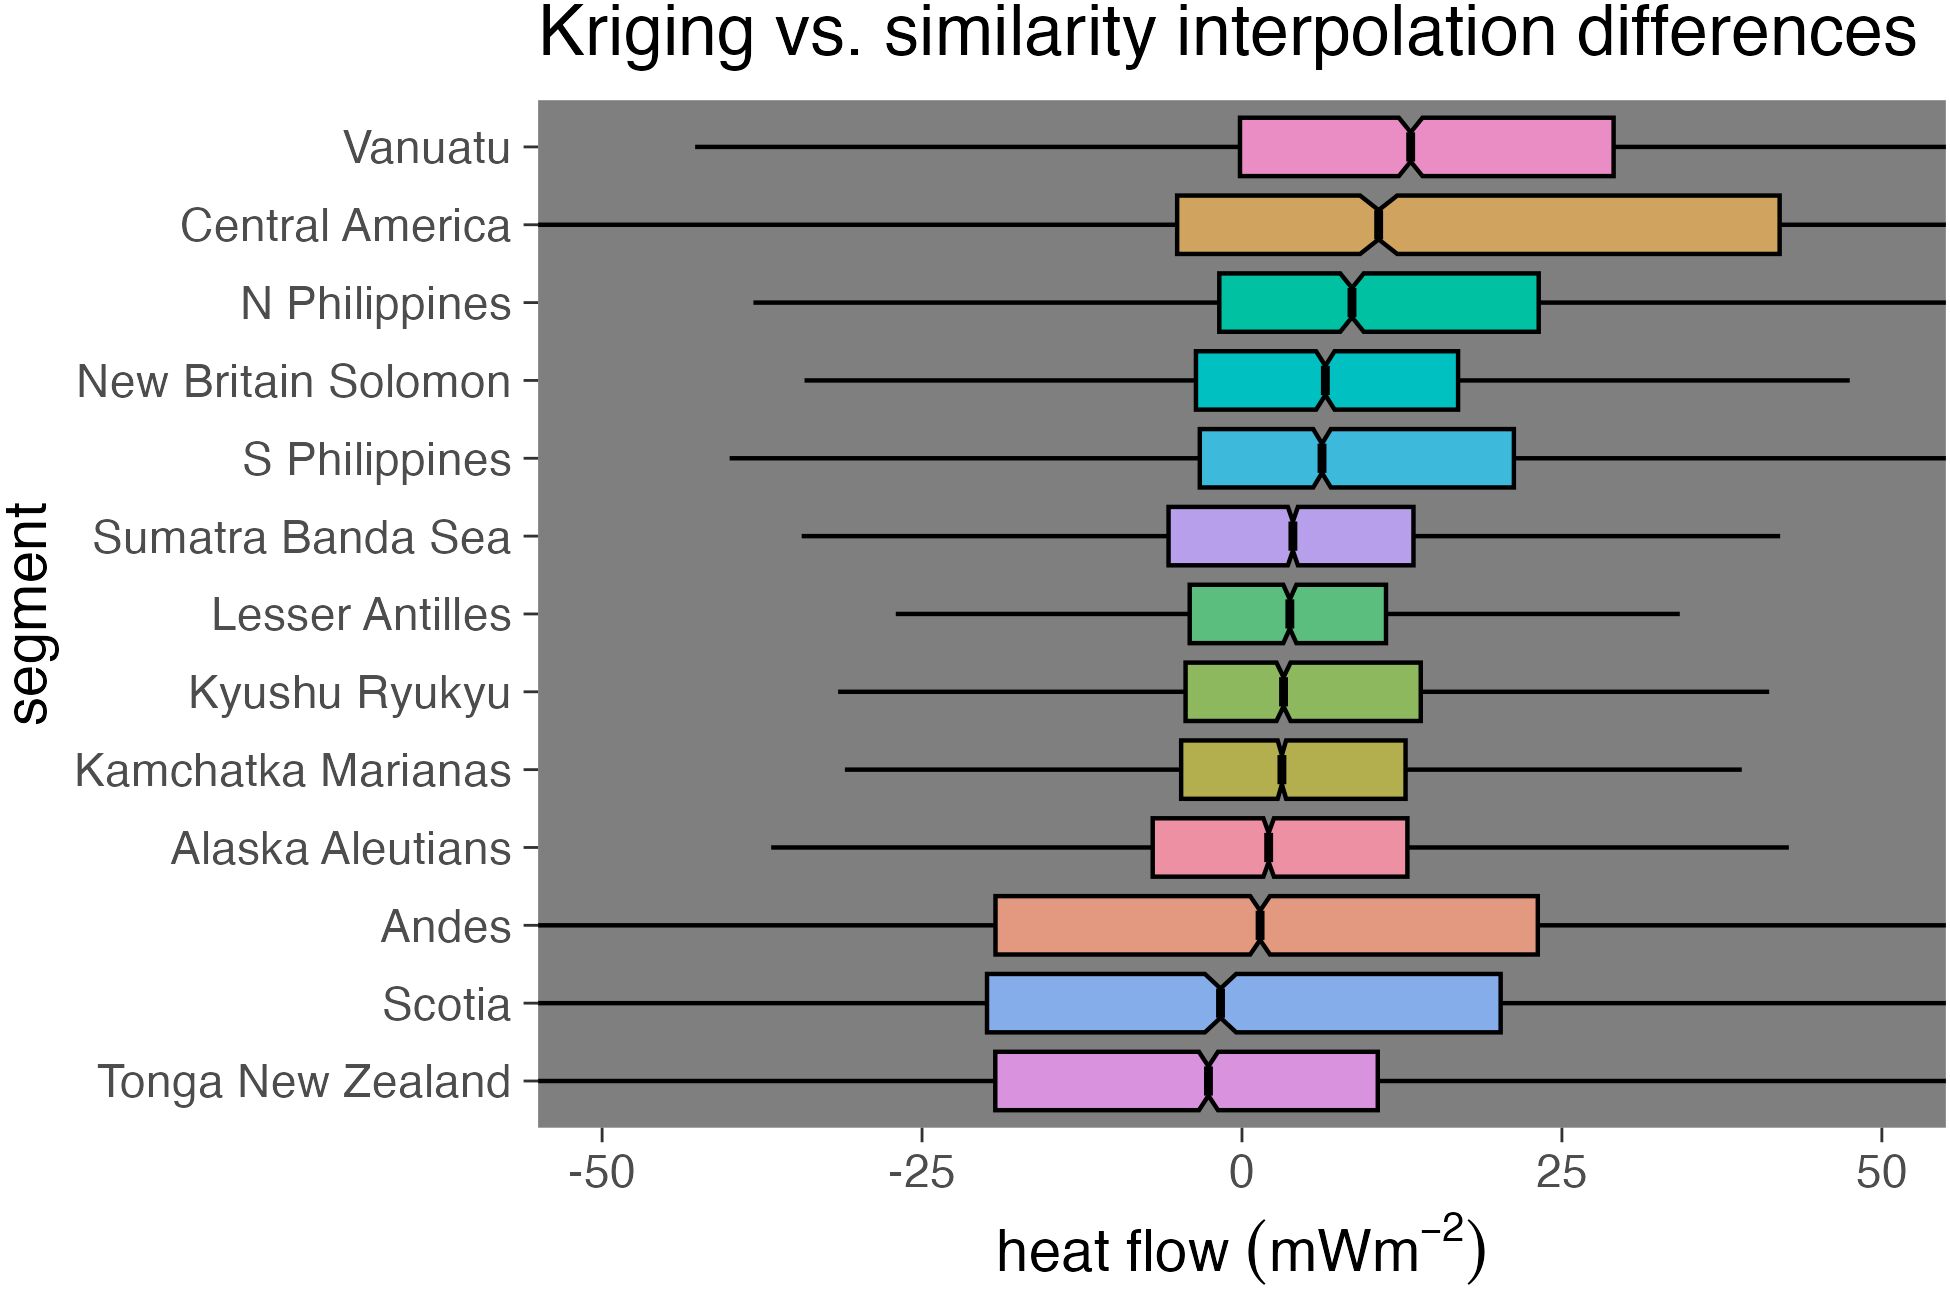 Kriging vs. similarity interpolation differences
segment
Vanuatu
Central America
N Philippines
New Britain Solomon
S Philippines
Sumatra Banda Sea
Lesser Antilles
Kyushu Ryukyu
Kamchatka Marianas
Alaska Aleutians
Andes
Scotia
Tonga New Zealand
-50 -25 0 25 50
heat flow (mWm⁻²)